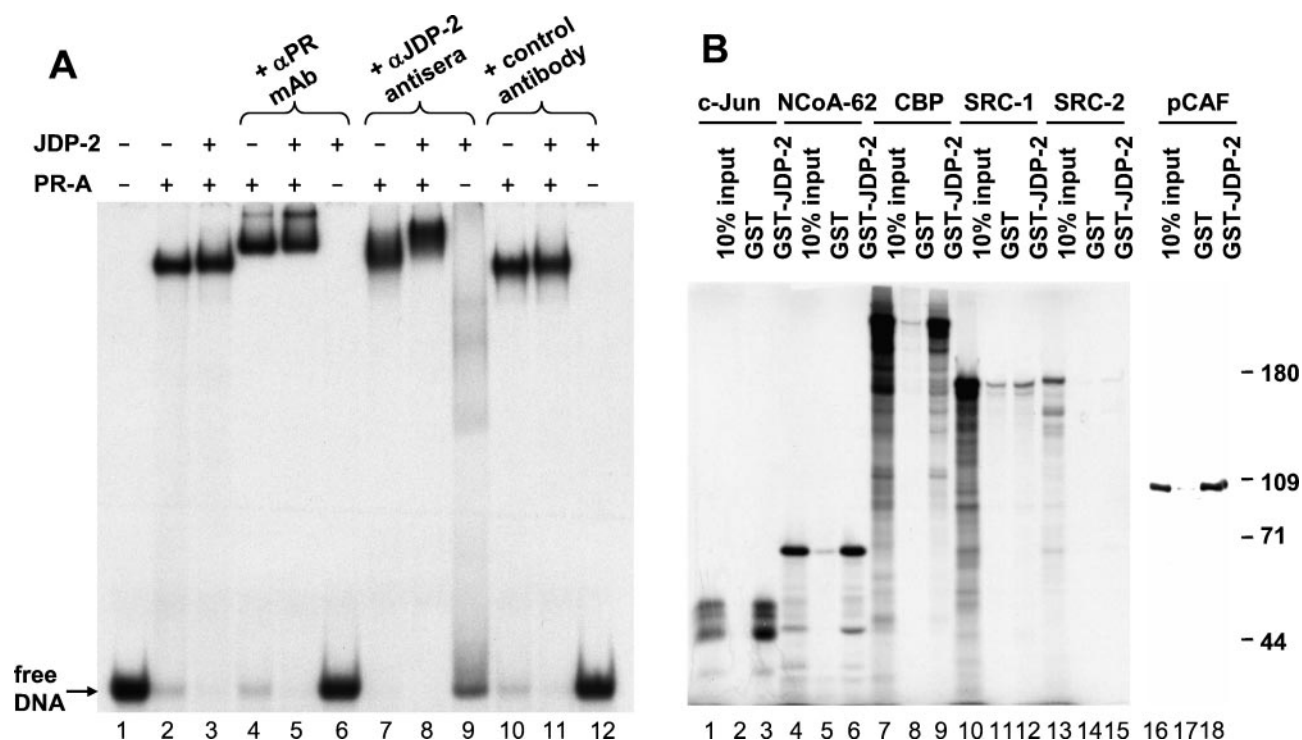 A
+ αPR
mAb
+ αJDP-2
antisera
+ control
antibody
JDP-2 – – + – + + – + + – + +
PR-A – + + + + – + + – + + –
free
DNA
1 2 3 4 5 6 7 8 9 10 11 12
B
c-Jun NCoA-62 CBP SRC-1 SRC-2 pCAF
10% input
GST
GST-JDP-2
10% input
GST
GST-JDP-2
10% input
GST
GST-JDP-2
10% input
GST
GST-JDP-2
10% input
GST
GST-JDP-2
10% input
GST
GST-JDP-2
– 180
– 109
– 71
– 44
1 2 3 4 5 6 7 8 9 10 11 12 13 14 15 16 17 18